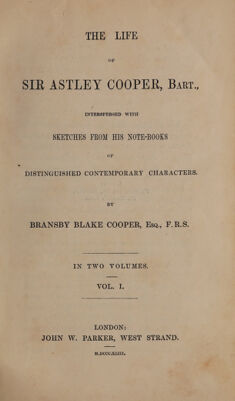 THE LIFE
OF
SIR ASTLEY COOPER, BART.,
INTERSPERSED WITH
SKETCHES FROM HIS NOTE-BOOKS
OF
DISTINGUISHED CONTEMPORARY CHARACTERS.
BY
BRANSBY BLAKE COOPER, ESQ., F.R.S.
IN TWO VOLUMES.
VOL. I.
LONDON:
JOHN W. PARKER, WEST STRAND.
M.DCCC.XLIII.